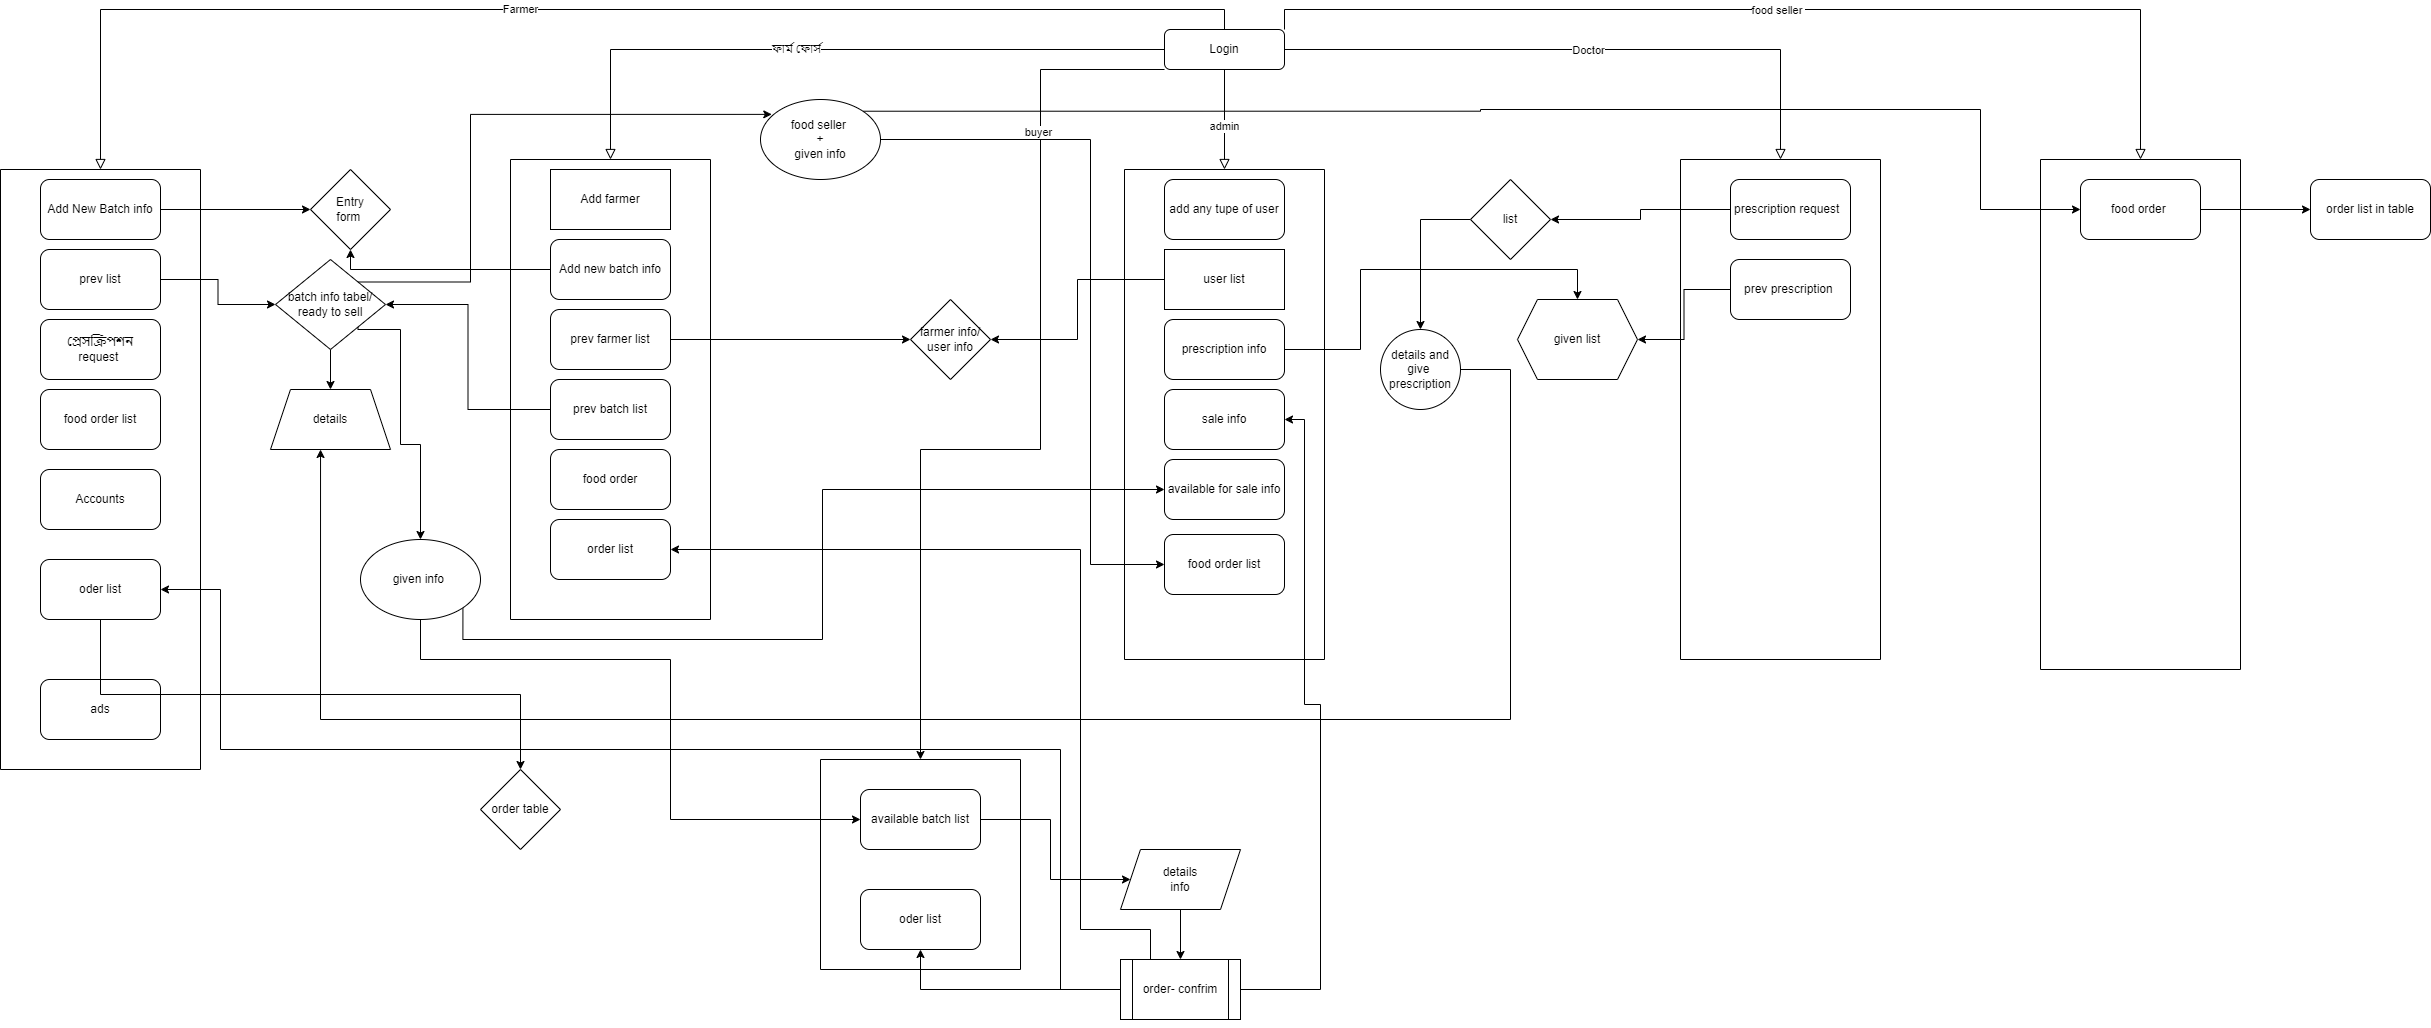 Farmer
food seller
ফার্ম ফোর্স
Login
Doctor
buyer
admin
food seller
+
given info
Add New Batch info
prev list
প্রেসক্রিপশন
request
food order list
Accounts
oder list
ads
Entry
form
batch info tabel/
ready to sell
details
given info
order table
Add farmer
Add new batch info
prev farmer list
prev batch list
food order
order list
farmer info/
user info
add any tupe of user
user list
prescription info
sale info
available for sale info
food order list
list
details and
give
prescription
given list
prescription request
prev prescription
food order
order list in table
available batch list
oder list
details
info
order- confrim